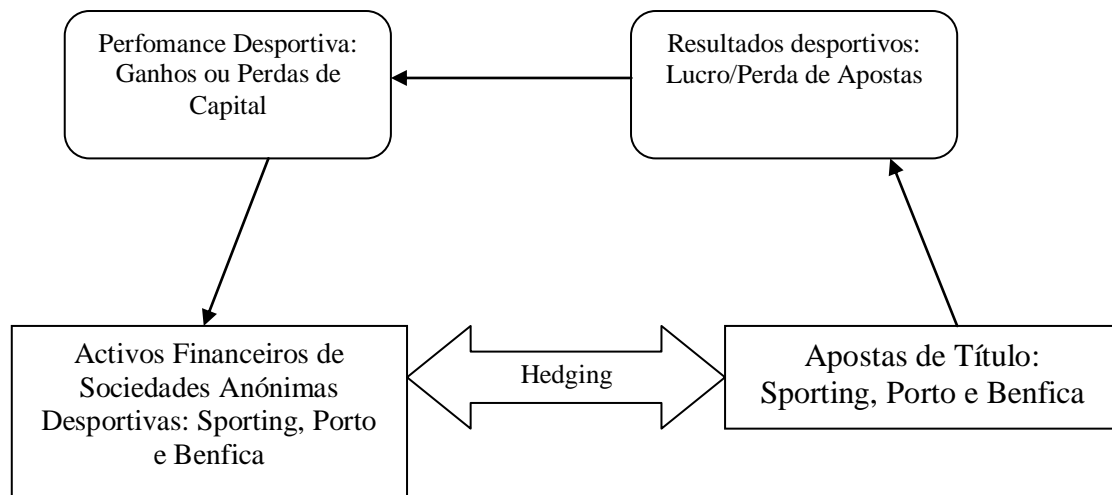 Perfomance Desportiva:
Ganhos ou Perdas de
Capital
Resultados desportivos:
Lucro/Perda de Apostas
Activos Financeiros de
Sociedades Anónimas
Desportivas: Sporting, Porto
e Benfica
Hedging
Apostas de Título:
Sporting, Porto e Benfica